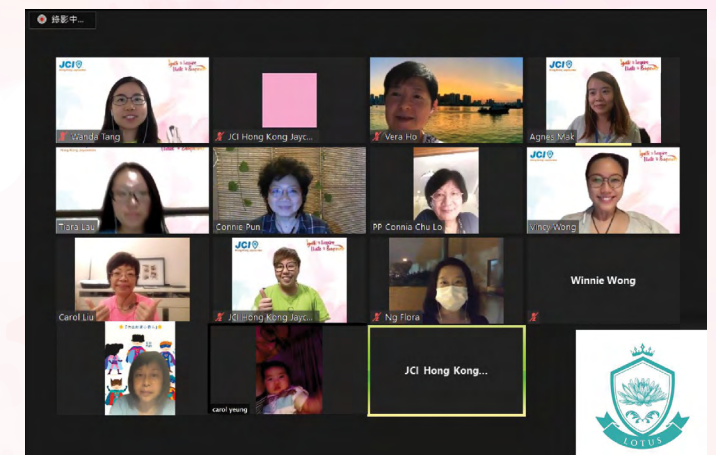 錄影中...
JCI
Wanda Tang
JCI Hong Kong Jayc...
Vera Ho
JCI
Agnes Mak
Tiara Lau
Connie Pun
PP Connia Chu Lo
JCI
Vincy Wong
Carol Liu
JCI
JCI Hong Kong Jayc...
Ng Flora
Winnie Wong
carol yeung
JCI Hong Kong...
LOTUS